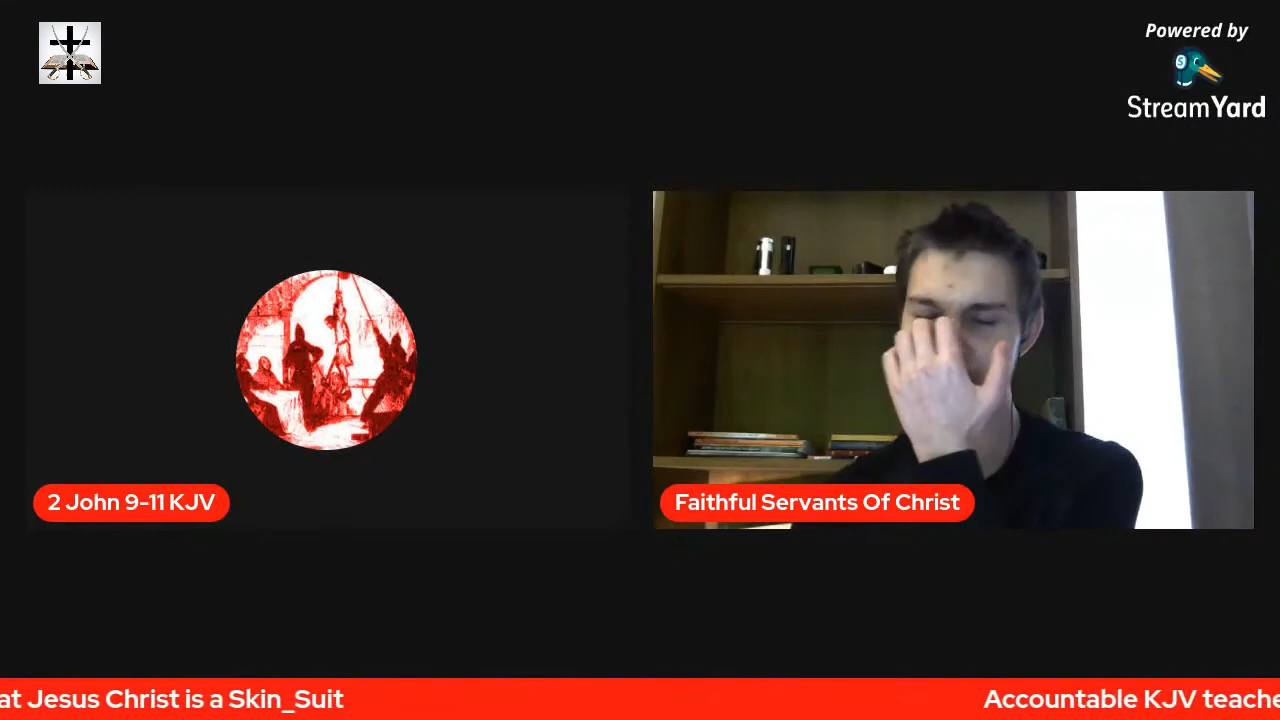 Powered by
StreamYard
2 John 9-11 KJV
Faithful Servants Of Christ
at Jesus Christ is a Skin_Suit
Accountable KJV teache